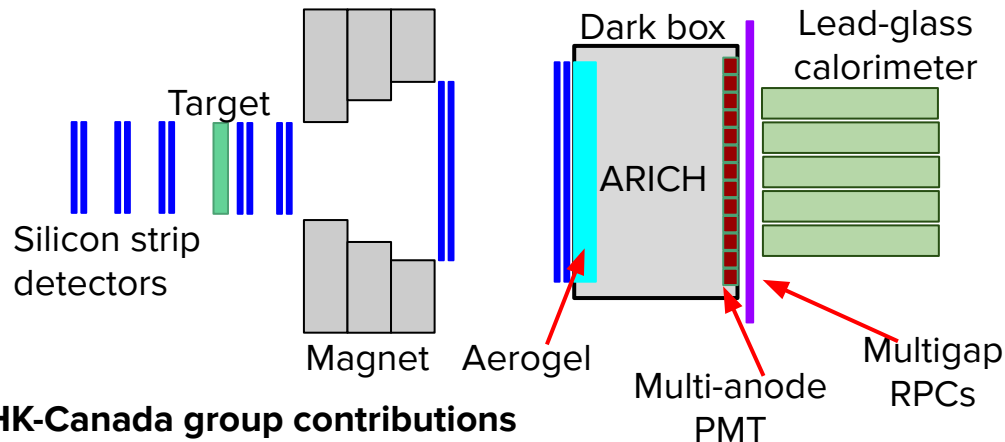 Dark box
Lead-glass
calorimeter
Target
ARICH
Silicon strip
detectors
Magnet
Aerogel
Multi-anode
PMT
Multigap
RPCs
HK-Canada group contributions